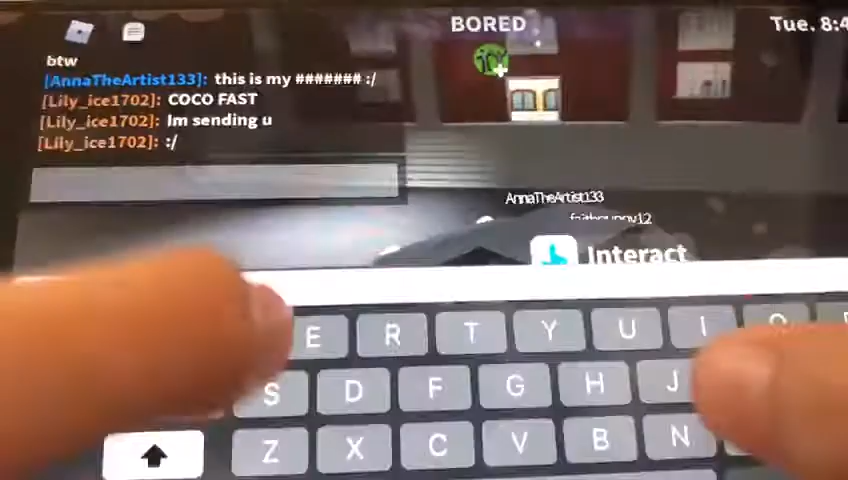 BORED
Tue. 8:4
btw
[AnnaTheArtist133]: this is my ####### :/
[Lily_ice1702]: COCO FAST
[Lily_ice1702]: Im sending u
[Lily_ice1702]: :/
AnnaTheArtist133
Interact
E R T Y U I
S D F G H J
Z X C V B N